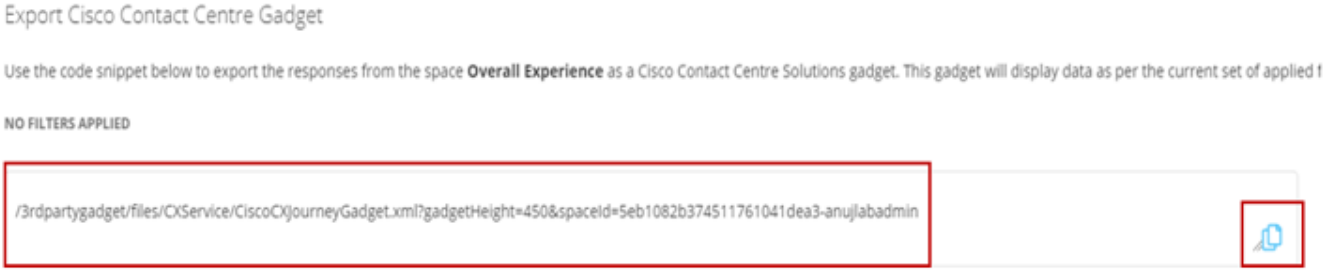 Export Cisco Contact Centre Gadget
Use the code snippet below to export the responses from the space Overall Experience as a Cisco Contact Centre Solutions gadget. This gadget will display data as per the current set of applied f
NO FILTERS APPLIED
/3rdpartygadget/files/CXService/CiscoCXJourneyGadget.xml?gadgetHeight=450&spaceId=5eb1082b374511761041dea3-anujlabadmin